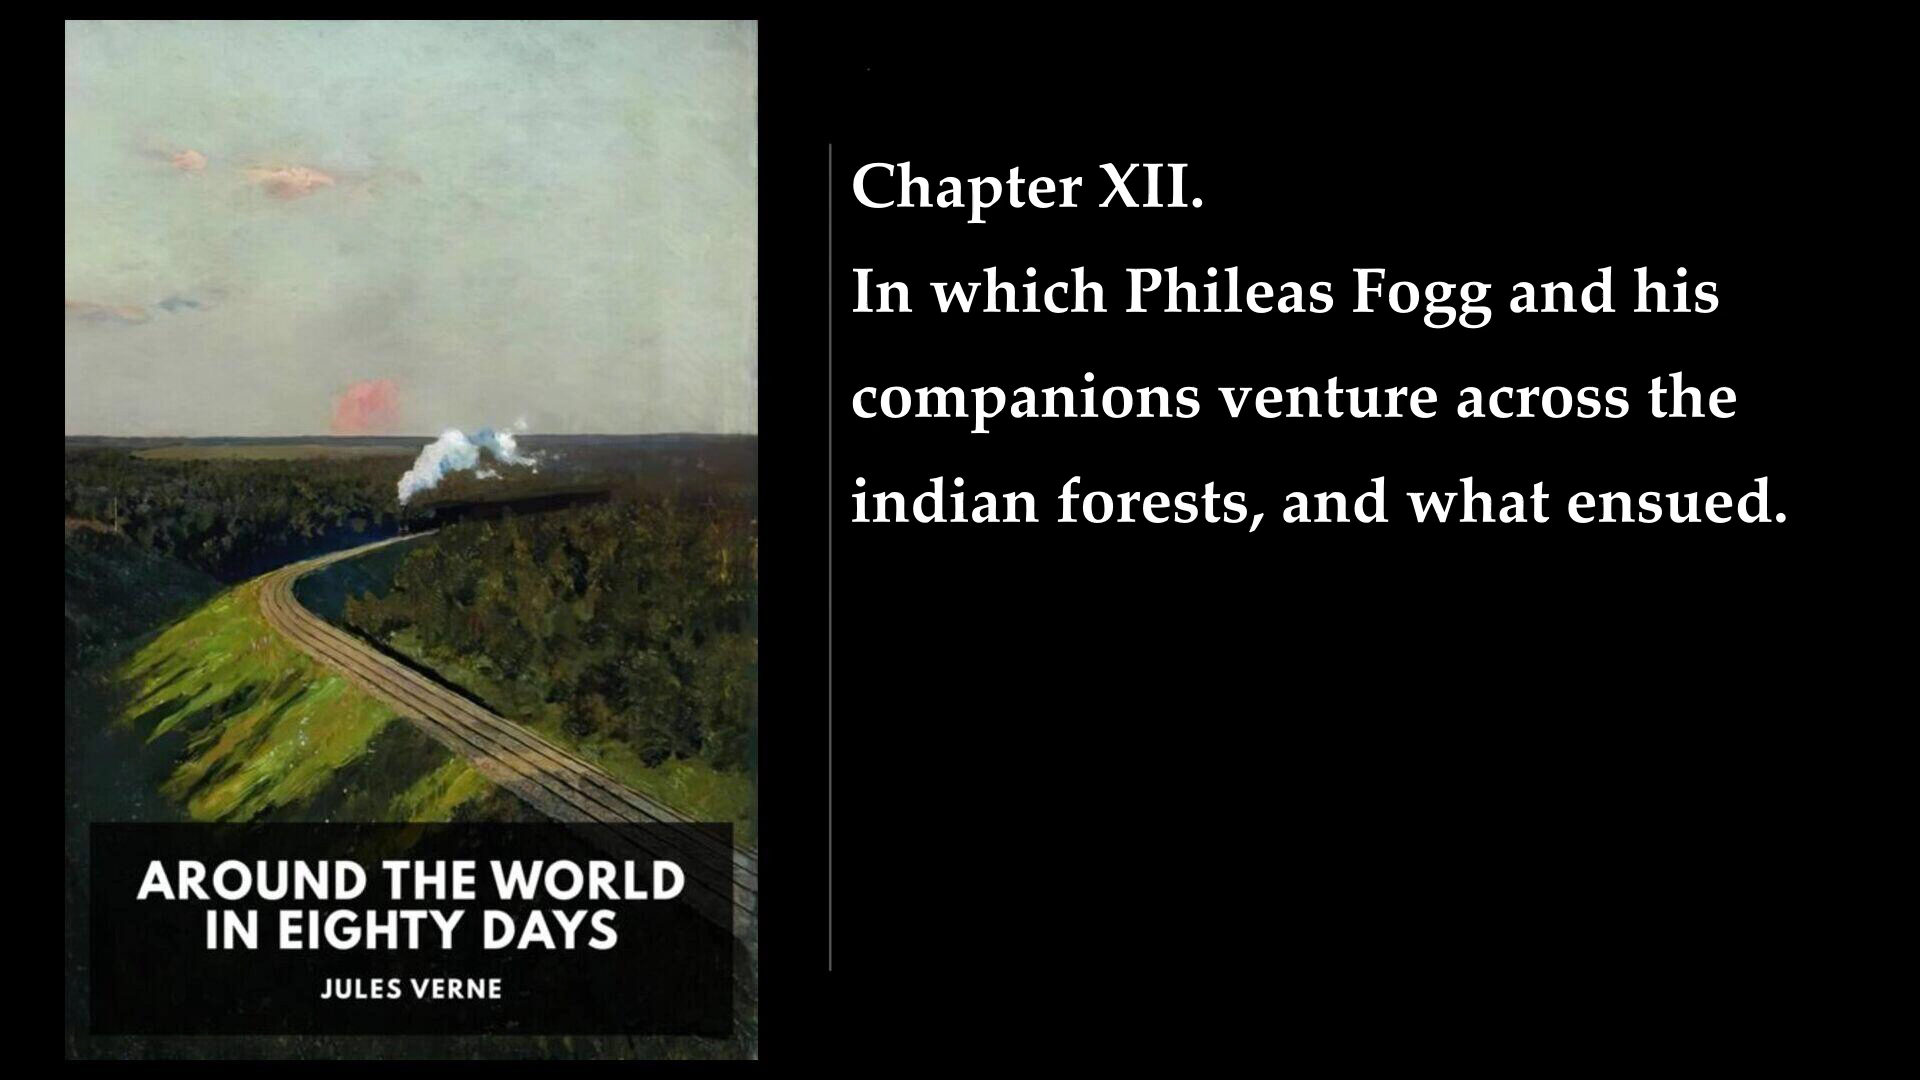 AROUND THE WORLD
IN EIGHTY DAYS
JULES VERNE
Chapter XII.
In which Phileas Fogg and his
companions venture across the
indian forests, and what ensued.